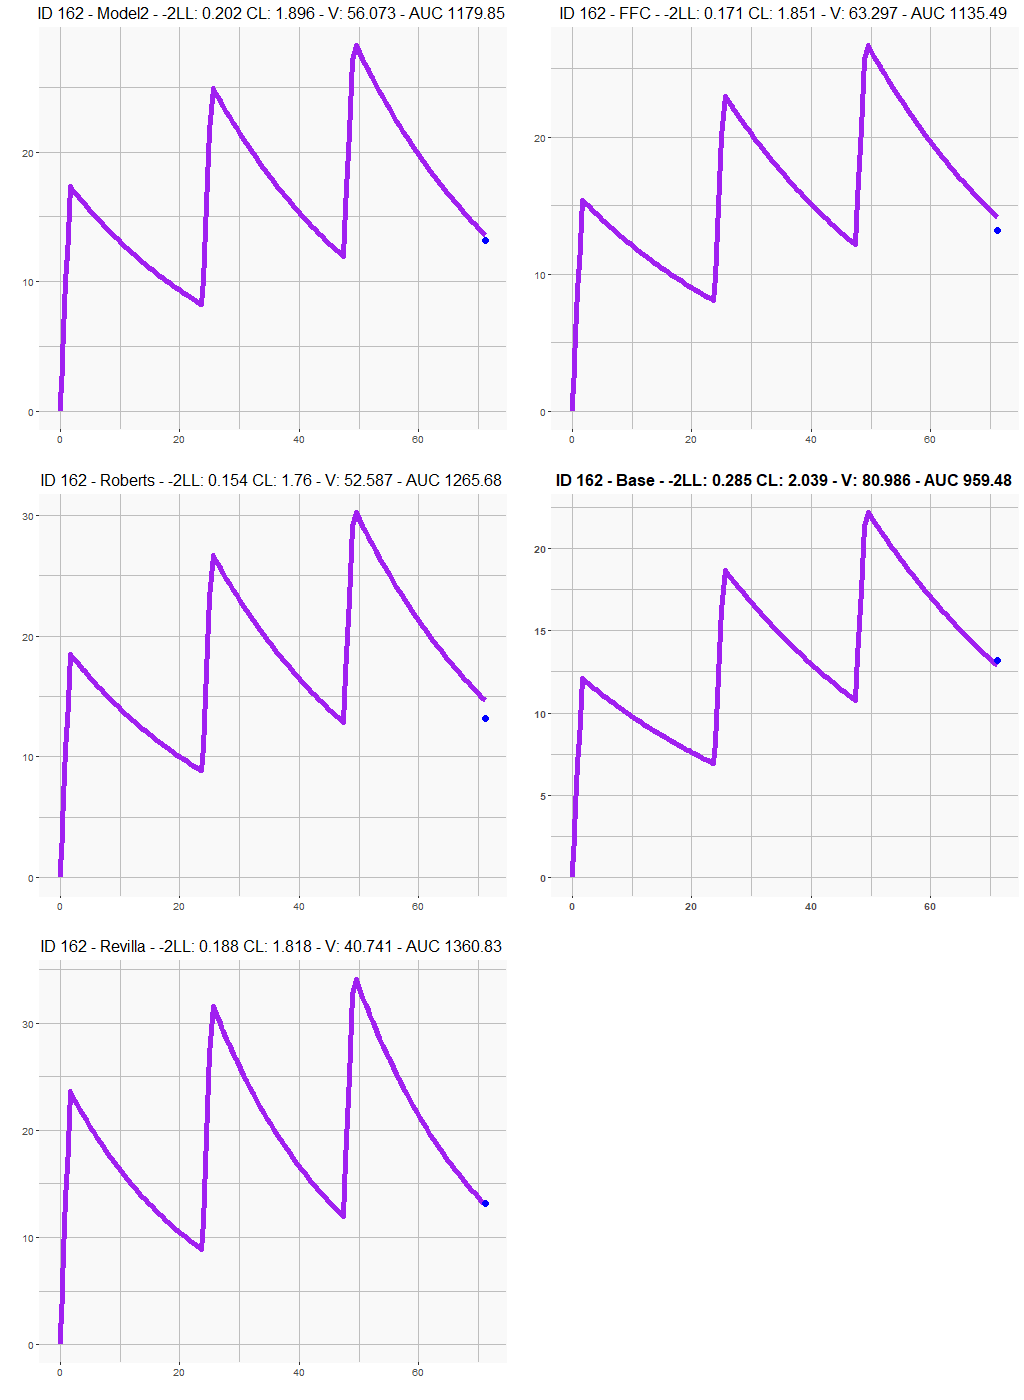 ID 162 - Model2 - -2LL: 0.202 CL: 1.896 - V: 56.073 - AUC 1179.85
20
10
0
0 20 40 60
ID 162 - FFC - -2LL: 0.171 CL: 1.851 - V: 63.297 - AUC 1135.49
20
10
0
0 20 40 60
ID 162 - Roberts - -2LL: 0.154 CL: 1.76 - V: 52.587 - AUC 1265.68
30
20
10
0
0 20 40 60
ID 162 - Base - -2LL: 0.285 CL: 2.039 - V: 80.986 - AUC 959.48
20
15
10
5
0
0 20 40 60
ID 162 - Revilla - -2LL: 0.188 CL: 1.818 - V: 40.741 - AUC 1360.83
30
20
10
0
0 20 40 60